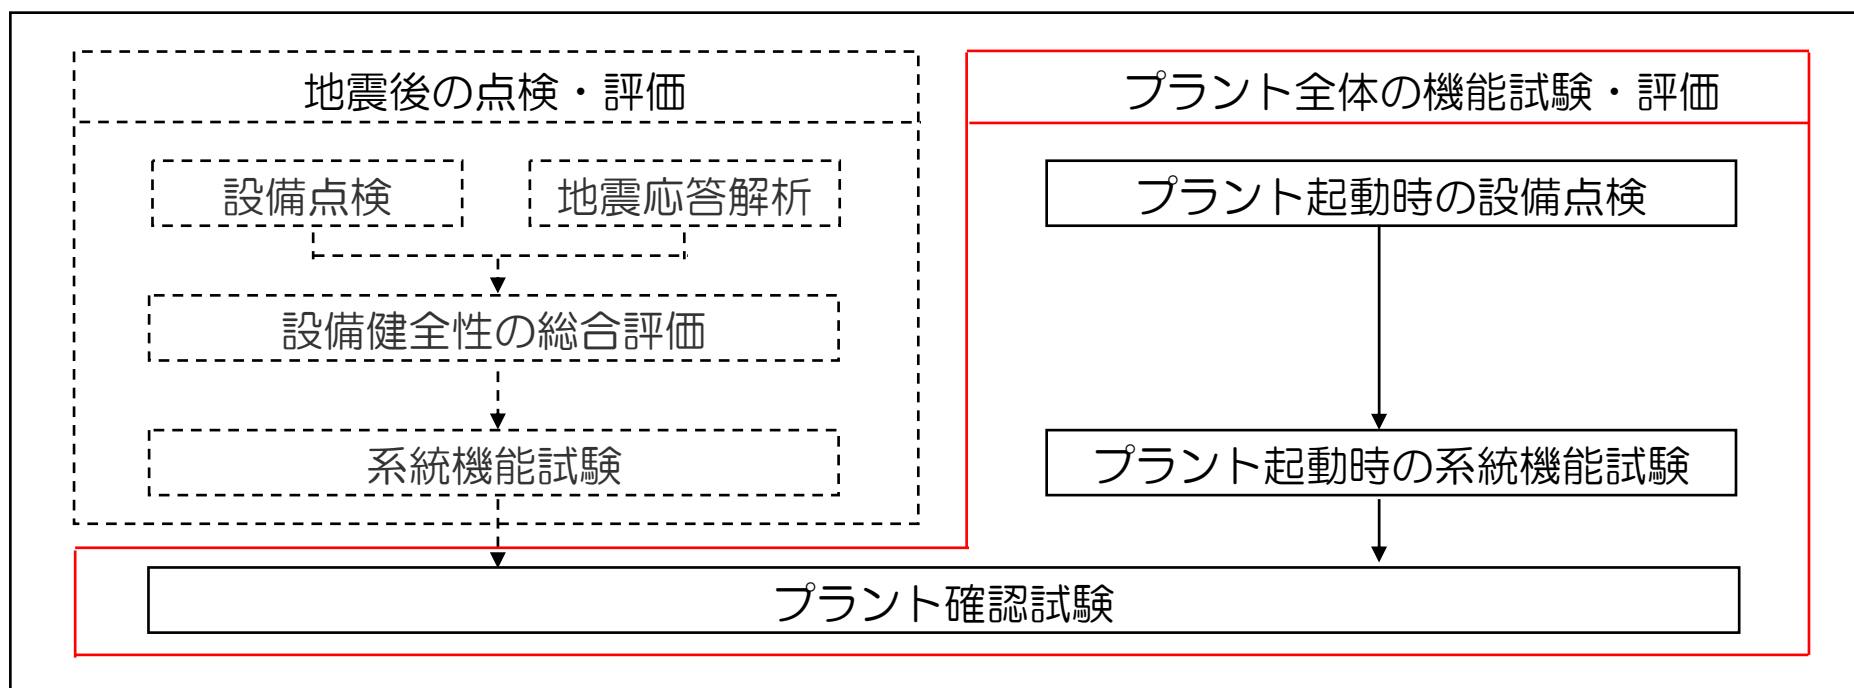 地震後の点検・評価
設備点検
地震応答解析
設備健全性の総合評価
系統機能試験
プラント全体の機能試験・評価
プラント起動時の設備点検
プラント起動時の系統機能試験
プラント確認試験